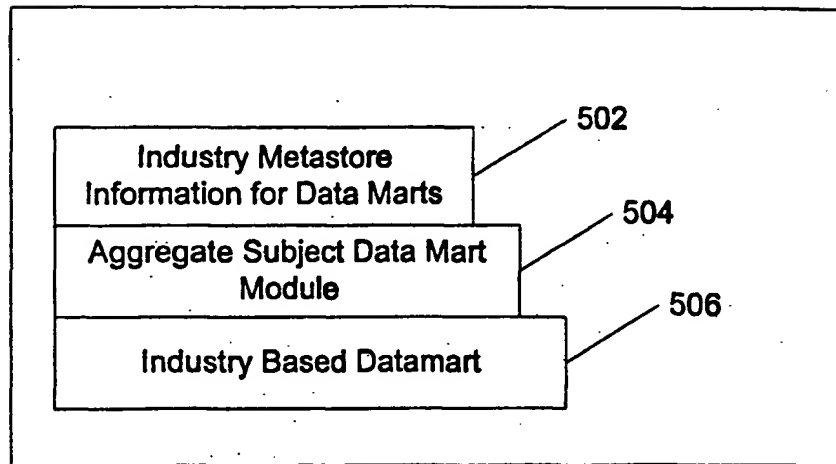 502
Industry Metastore
Information for Data Marts
504
Aggregate Subject Data Mart
Module
506
Industry Based Datamart